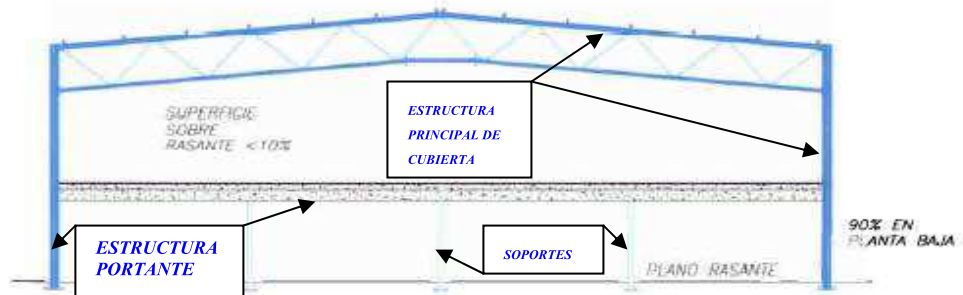 SUPERFICIE
SOBRE
RASANTE <10%
ESTRUCTURA
PRINCIPAL DE
CUBIERTA
ESTRUCTURA
PORTANTE
SOPORTES
90% EN
PLANTA BAJA
PLANO RASANTE